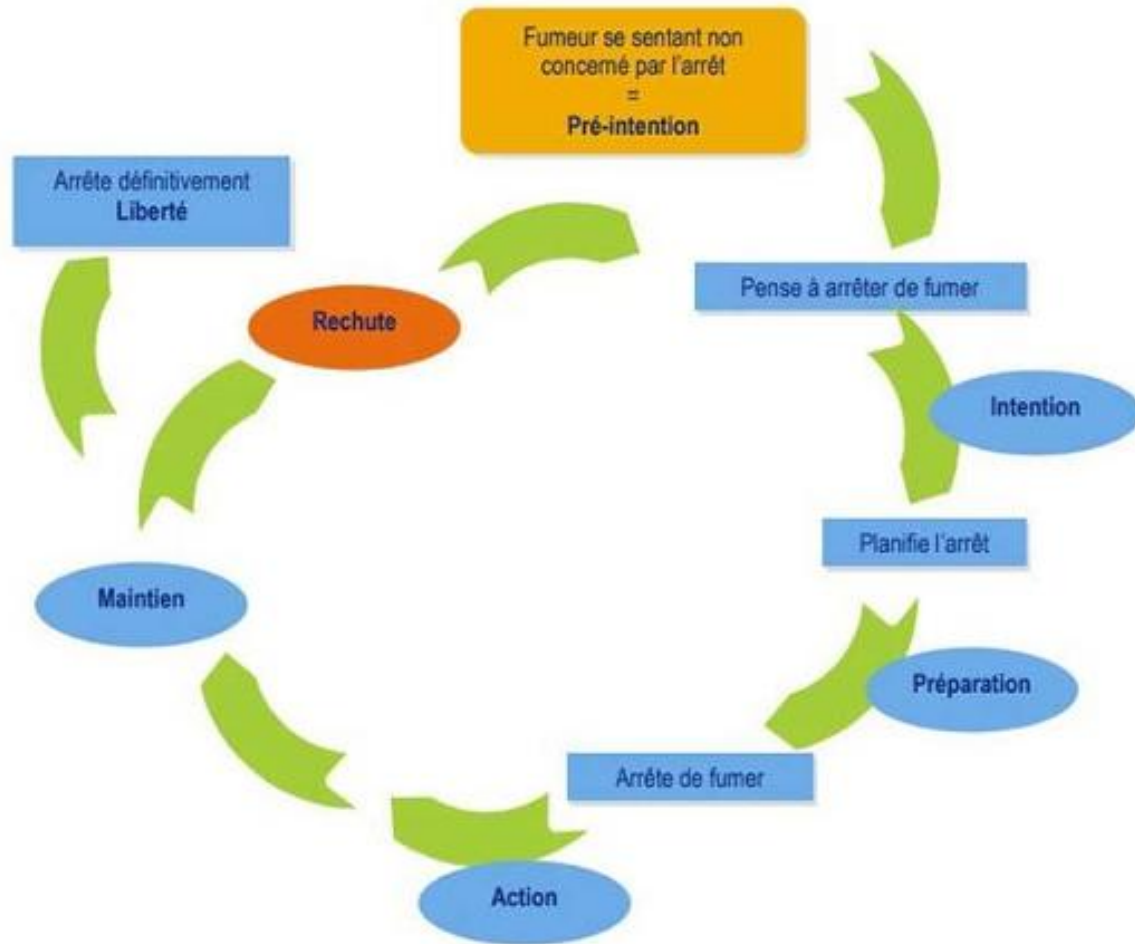 Fumeur se sentant non
concerné par l'arrêt
=
Pré-intention
Arrête définitivement
Liberté
Rechute
Pense à arrêter de fumer
Intention
Planifie l'arrêt
Maintien
Préparation
Arrête de fumer
Action